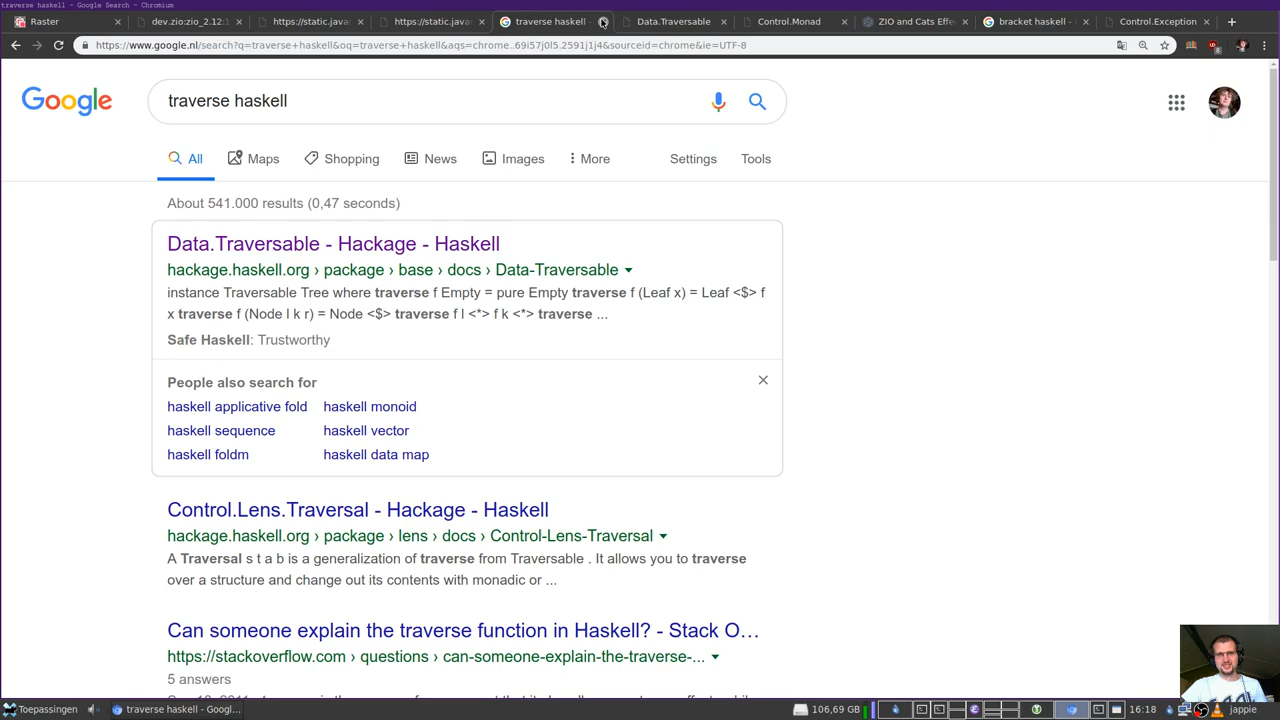 traverse haskell - Google Search - Chromium
Raster
dev.zio:zio_2.12:1
https://static.java
https://static.java
traverse haskell -
Data.Traversable
Control.Monad
ZIO and Cats Effe
bracket haskell -
Control.Exception
https://www.google.nl/search?q=traverse+haskell&oq=traverse+haskell&aqs=chrome..69i57j0l5.2591j1j4&sourceid=chrome&ie=UTF-8
Google
traverse haskell
All
Maps
Shopping
News
Images
More
Settings
Tools
About 541.000 results (0,47 seconds)
Data.Traversable - Hackage - Haskell
hackage.haskell.org › package › base › docs › Data-Traversable
instance Traversable Tree where traverse f Empty = pure Empty traverse f (Leaf x) = Leaf <$> f
x traverse f (Node l k r) = Node <$> traverse f l <*> f k <*> traverse ...
Safe Haskell: Trustworthy
People also search for
haskell applicative fold
haskell monoid
haskell sequence
haskell vector
haskell foldm
haskell data map
Control.Lens.Traversal - Hackage - Haskell
hackage.haskell.org › package › lens › docs › Control-Lens-Traversal
A Traversal s t a b is a generalization of traverse from Traversable . It allows you to traverse
over a structure and change out its contents with monadic or ...
Can someone explain the traverse function in Haskell? - Stack O...
https://stackoverflow.com › questions › can-someone-explain-the-traverse-...
5 answers
Toepassingen
traverse haskell - Googl...
106,69 GB
16:18
jappie